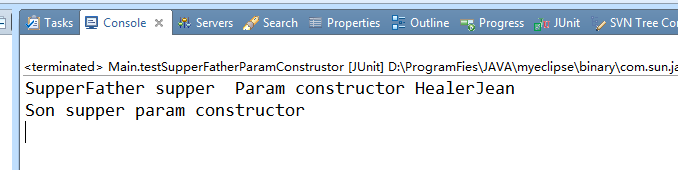 Tasks Console Servers Search Properties Outline Progress JUnit SVN Tree Con
<terminated> Main.testSupperFatherParamConstrustor [JUnit] D:\ProgramFies\JAVA\myeclipse\binary\com.sun.ja
SupperFather supper  Param constructor HealerJean
Son supper param constructor